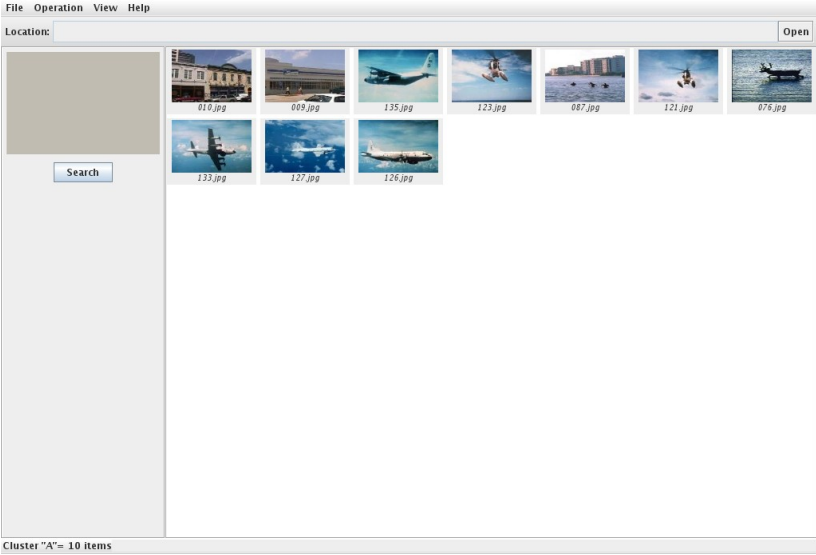 File Operation View Help
Location: Open
010.jpg 009.jpg 135.jpg 123.jpg 087.jpg 121.jpg 076.jpg
Search
133.jpg 127.jpg 126.jpg
Cluster "A"= 10 items